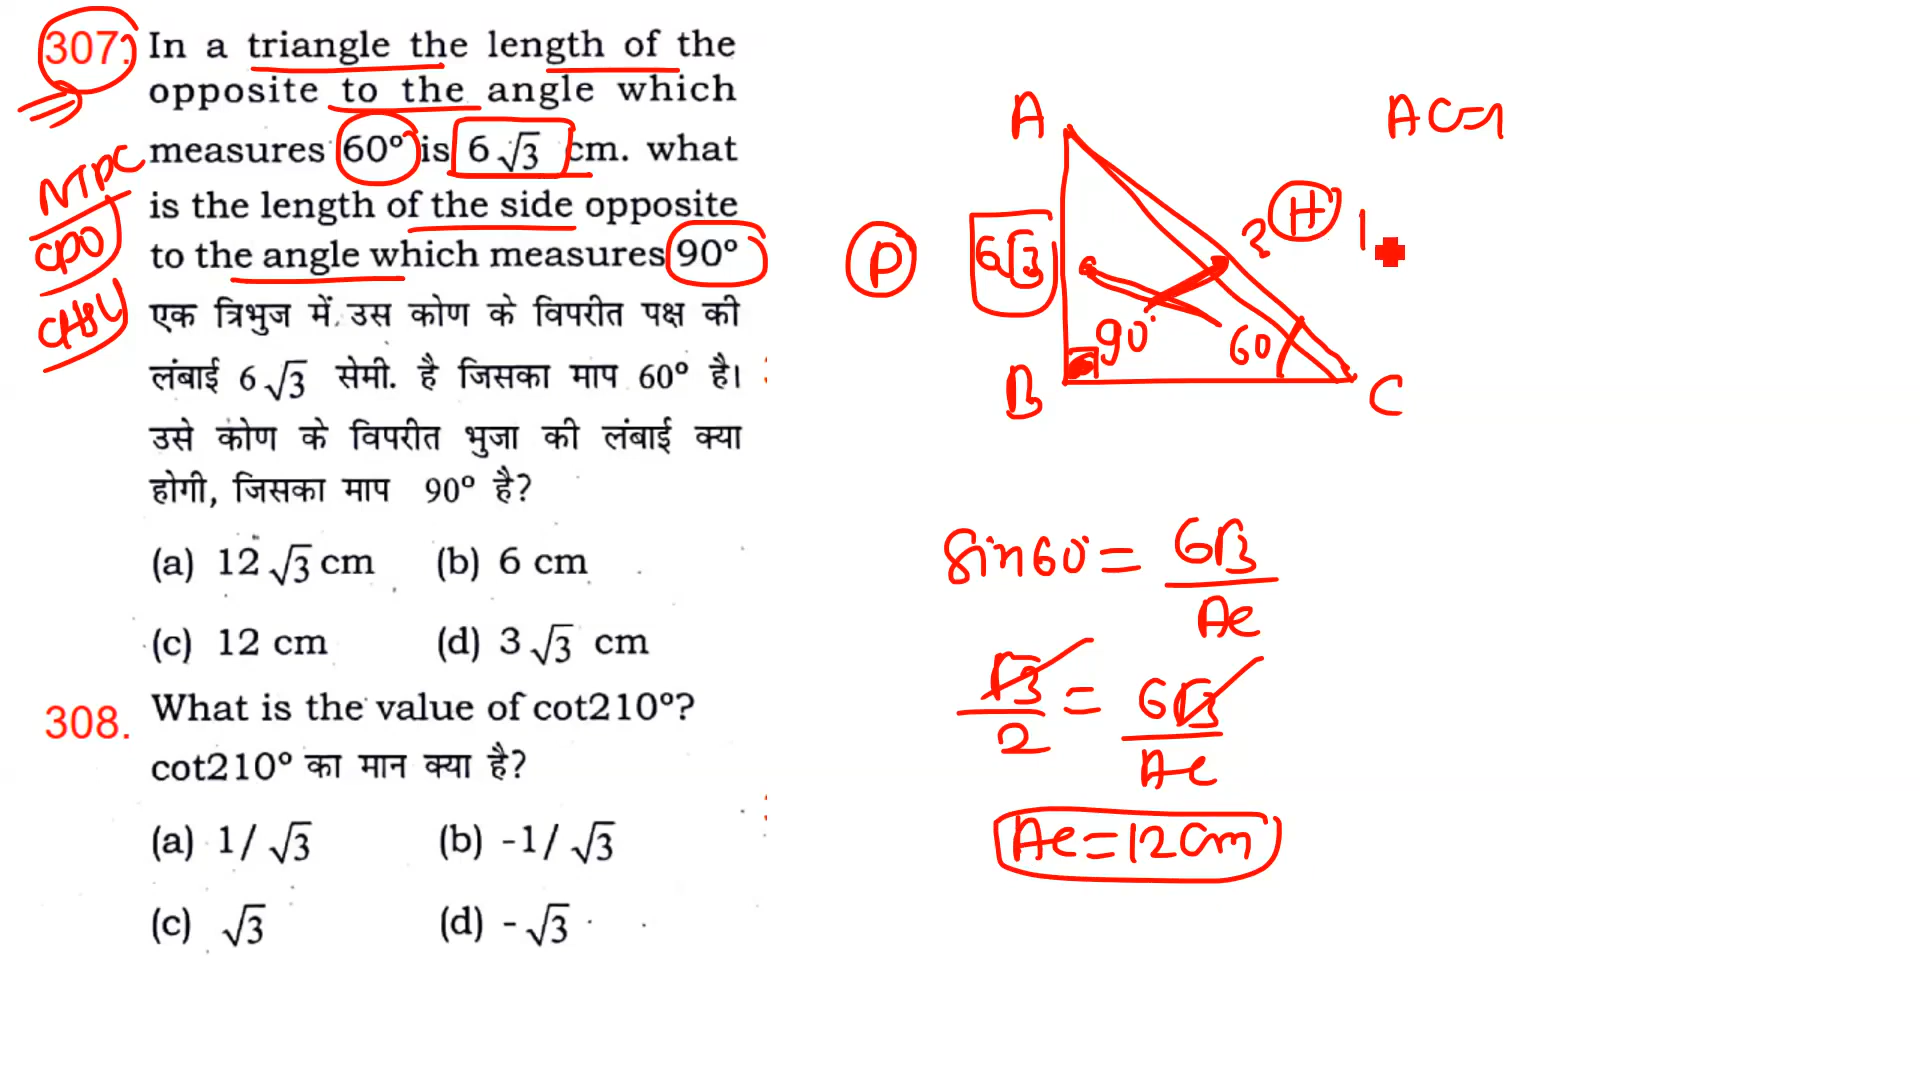 307. In a triangle the length of the
opposite to the angle which
measures 60° is 6√3 cm. what
is the length of the side opposite
to the angle which measures 90°
एक त्रिभुज में, उस कोण के विपरीत पक्ष की
लंबाई 6√3 सेमी. है जिसका माप 60° है।
उसे कोण के विपरीत भुजा की लंबाई क्या
होगी, जिसका माप 90° है?
(a) 12√3 cm (b) 6 cm
(c) 12 cm (d) 3√3 cm
308. What is the value of cot210°?
cot210° का मान क्या है?
(a) 1/√3 (b) -1/√3
(c) √3 (d) -√3
NTPC
CPO
CHSL
A
AC=1
P
6√3
? H 1
90°
60
B
C
sin60° = 6√3
AC
√3 = 6√3
2 AC
AC=12cm